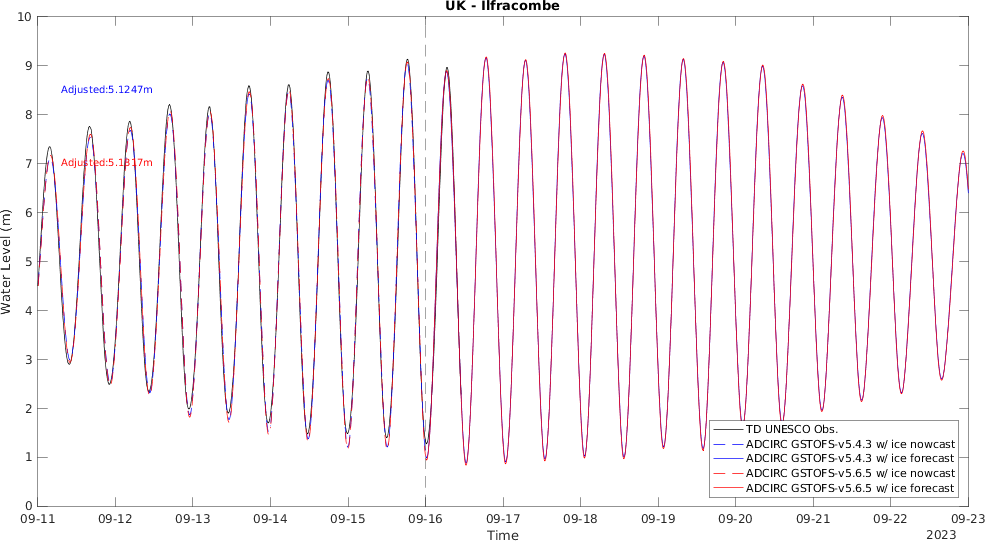 UK - Ilfracombe
10
9
8
7
6
5
4
3
2
1
0
Water Level (m)
Adjusted:5.1247m
Adjusted:5.1317m
TD UNESCO Obs.
ADCIRC GSTOFS-v5.4.3 w/ ice nowcast
ADCIRC GSTOFS-v5.4.3 w/ ice forecast
ADCIRC GSTOFS-v5.6.5 w/ ice nowcast
ADCIRC GSTOFS-v5.6.5 w/ ice forecast
09-11 09-12 09-13 09-14 09-15 09-16 09-17 09-18 09-19 09-20 09-21 09-22 09-23
Time
2023